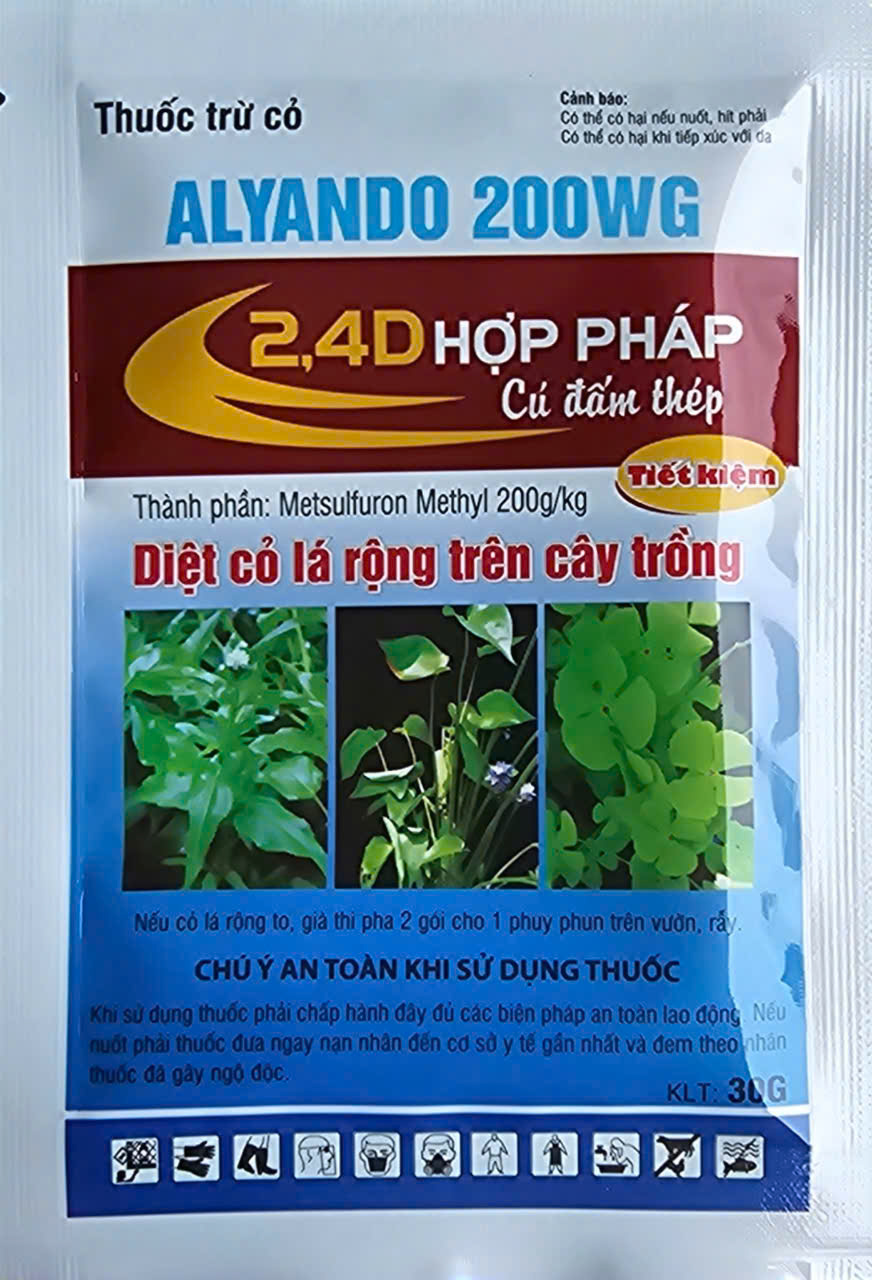 Thuốc trừ cỏ
Cảnh báo:
Có thể có hại nếu nuốt, hít phải
Có thể có hại khi tiếp xúc với da
ALYANDO 200WG
2,4D HỢP PHÁP
Cú đấm thép
Tiết kiệm
Thành phần: Metsulfuron Methyl 200g/kg
Diệt cỏ lá rộng trên cây trồng
Nếu cỏ lá rộng to, già thì pha 2 gói cho 1 phuy phun trên vườn, rẫy.
CHÚ Ý AN TOÀN KHI SỬ DỤNG THUỐC
Khi sử dụng thuốc phải chấp hành đầy đủ các biện pháp an toàn lao động. Nếu
nuốt phải thuốc đưa ngay nạn nhân đến cơ sở y tế gần nhất và đem theo nhãn
thuốc đã gây ngộ độc.
KLT: 30G